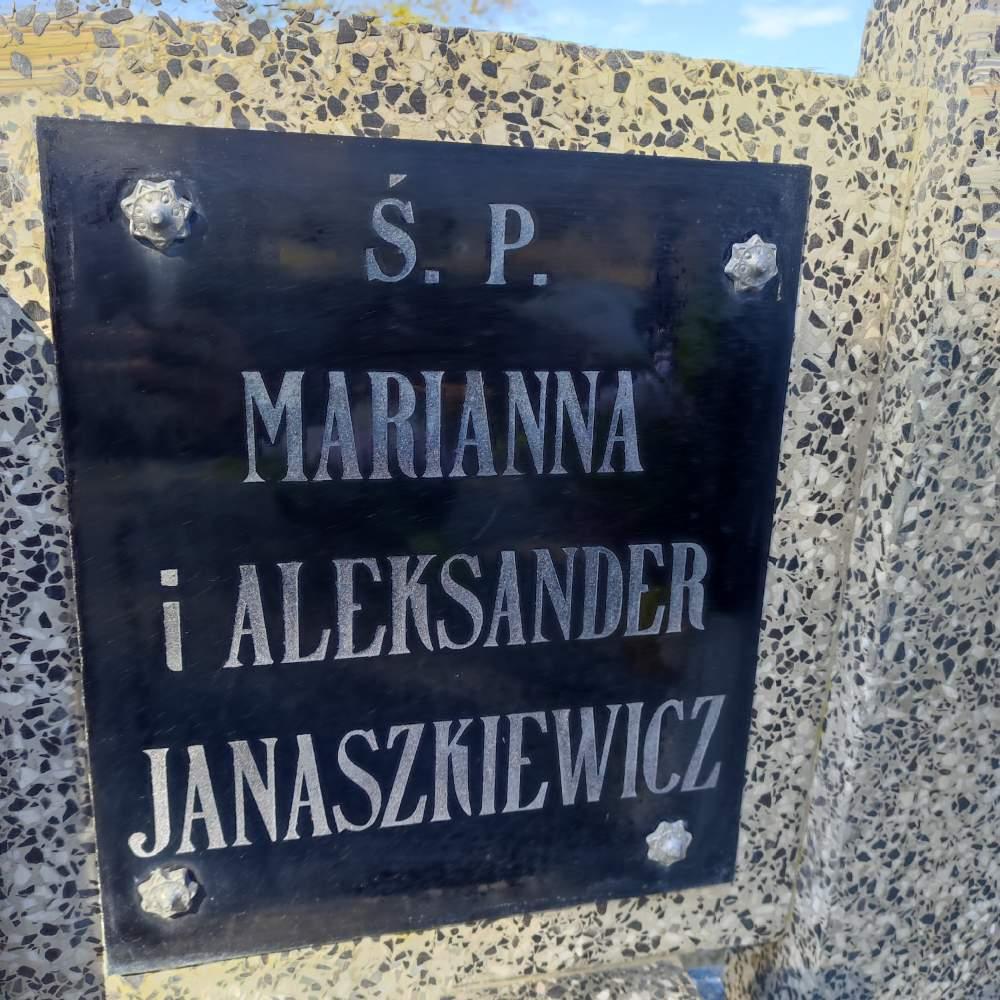 Ś. P.
MARIANNA
i ALEKSANDER
JANASZKIEWICZ